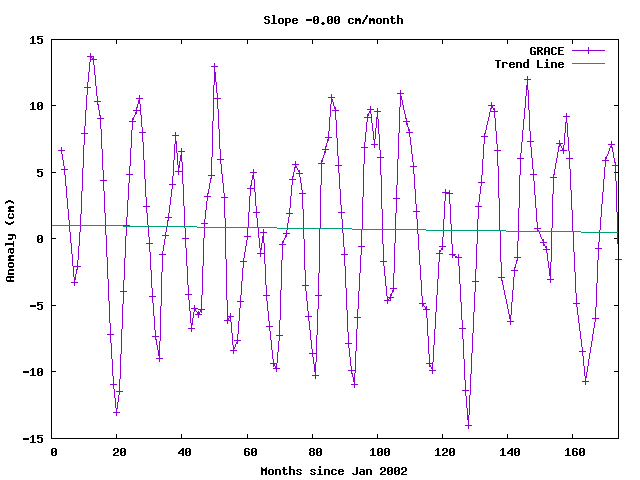 Slope -0.00 cm/month
15
GRACE
Trend Line
10
5
0
-5
-10
-15
Anomaly (cm)
0 20 40 60 80 100 120 140 160
Months since Jan 2002